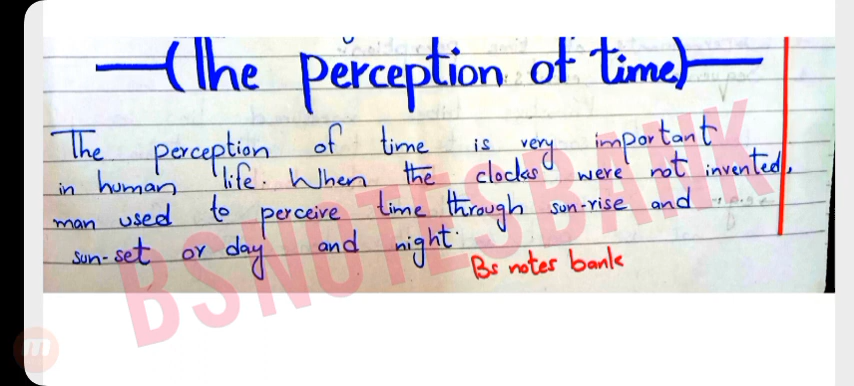 (The perception of time)
The perception of time is very important
in human life. When the clocks were not invented,
man used to perceive time through sun-rise and
sun-set or day and night.
Bs notes bank
BSNOTESBANK
m